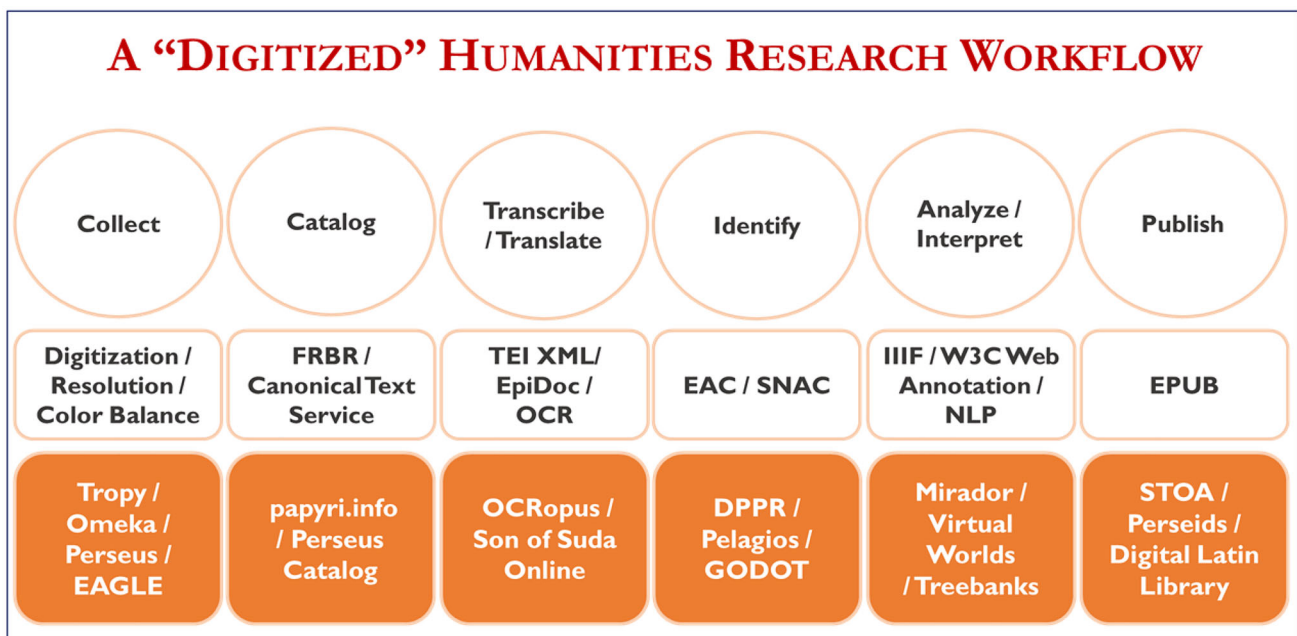 A “DIGITIZED” HUMANITIES RESEARCH WORKFLOW
Collect
Catalog
Transcribe
/ Translate
Identify
Analyze /
Interpret
Publish
Digitization /
Resolution /
Color Balance
FRBR /
Canonical Text
Service
TEI XML/
EpiDoc /
OCR
EAC / SNAC
IIIF / W3C Web
Annotation /
NLP
EPUB
Tropy /
Omeka /
Perseus /
EAGLE
papyri.info
/ Perseus
Catalog
OCRopus /
Son of Suda
Online
DPPR /
Pelagios /
GODOT
Mirador /
Virtual
Worlds
/ Treebanks
STOA /
Perseids /
Digital Latin
Library